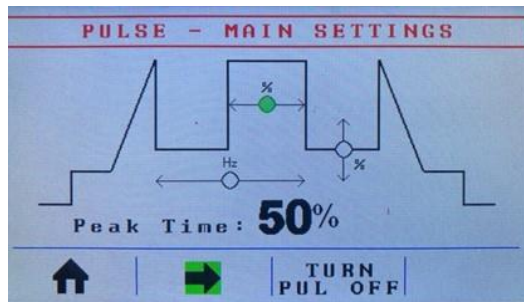 PULSE - MAIN SETTINGS
%
Hz
%
Peak Time: 50%
TURN
PUL OFF